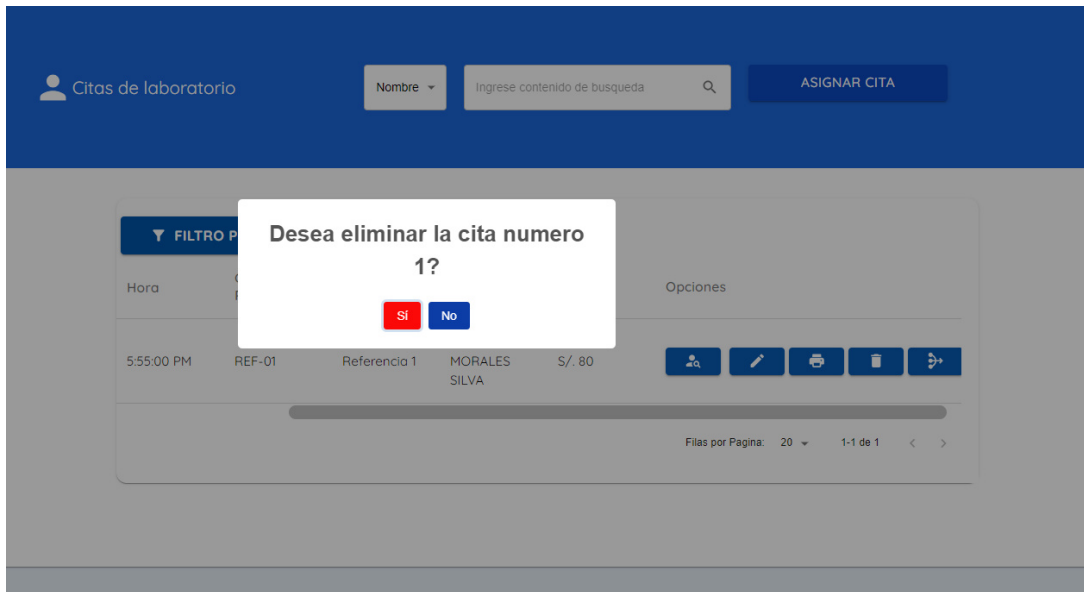 Citas de laboratorio
Nombre
Ingrese contenido de busqueda
ASIGNAR CITA
FILTRO P
Desea eliminar la cita numero
1?
Sí No
Hora
Opciones
5:55:00 PM REF-01 Referencia 1 MORALES SILVA S/. 80
Filas por Pagina: 20 1-1 de 1